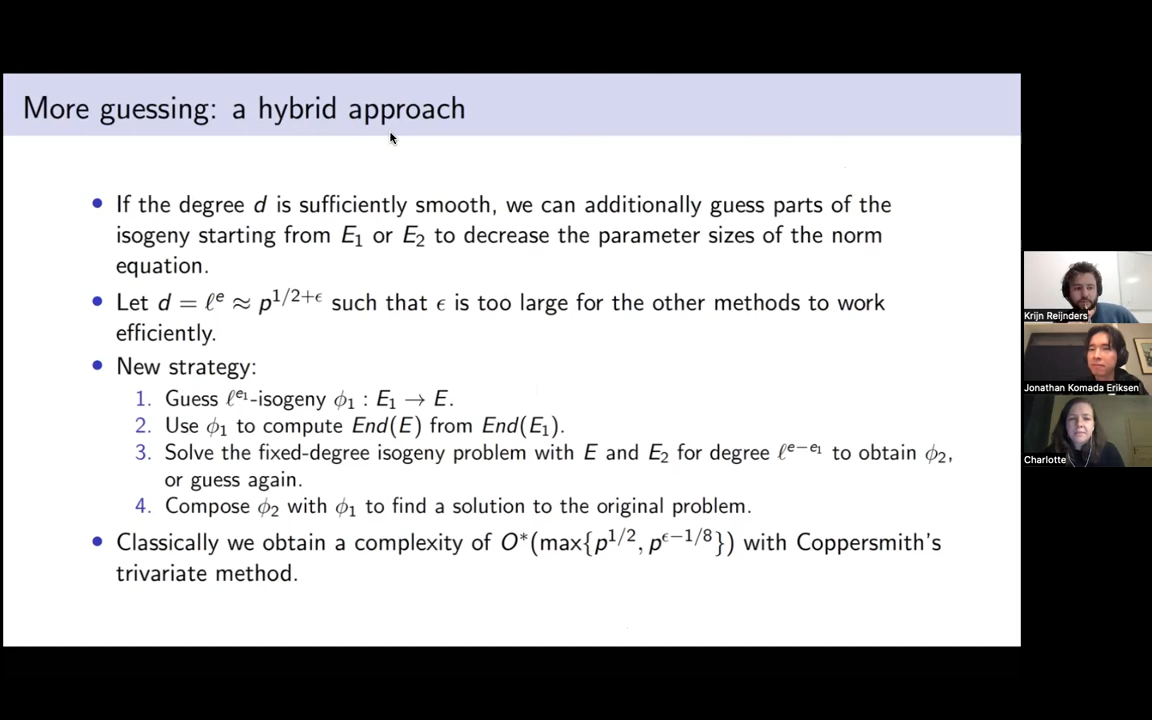 More guessing: a hybrid approach
• If the degree d is sufficiently smooth, we can additionally guess parts of the
isogeny starting from E₁ or E₂ to decrease the parameter sizes of the norm
equation.
• Let d = ℓᵉ ≈ p^{1/2+ϵ} such that ϵ is too large for the other methods to work
efficiently.
• New strategy:
1. Guess ℓ^{e₁}-isogeny ϕ₁ : E₁ → E.
2. Use ϕ₁ to compute End(E) from End(E₁).
3. Solve the fixed-degree isogeny problem with E and E₂ for degree ℓ^{e−e₁} to obtain ϕ₂,
or guess again.
4. Compose ϕ₂ with ϕ₁ to find a solution to the original problem.
• Classically we obtain a complexity of O*(max{p^{1/2}, p^{ϵ−1/8}}) with Coppersmith's
trivariate method.
Krijn Reijnders
Jonathan Komada Eriksen
Charlotte